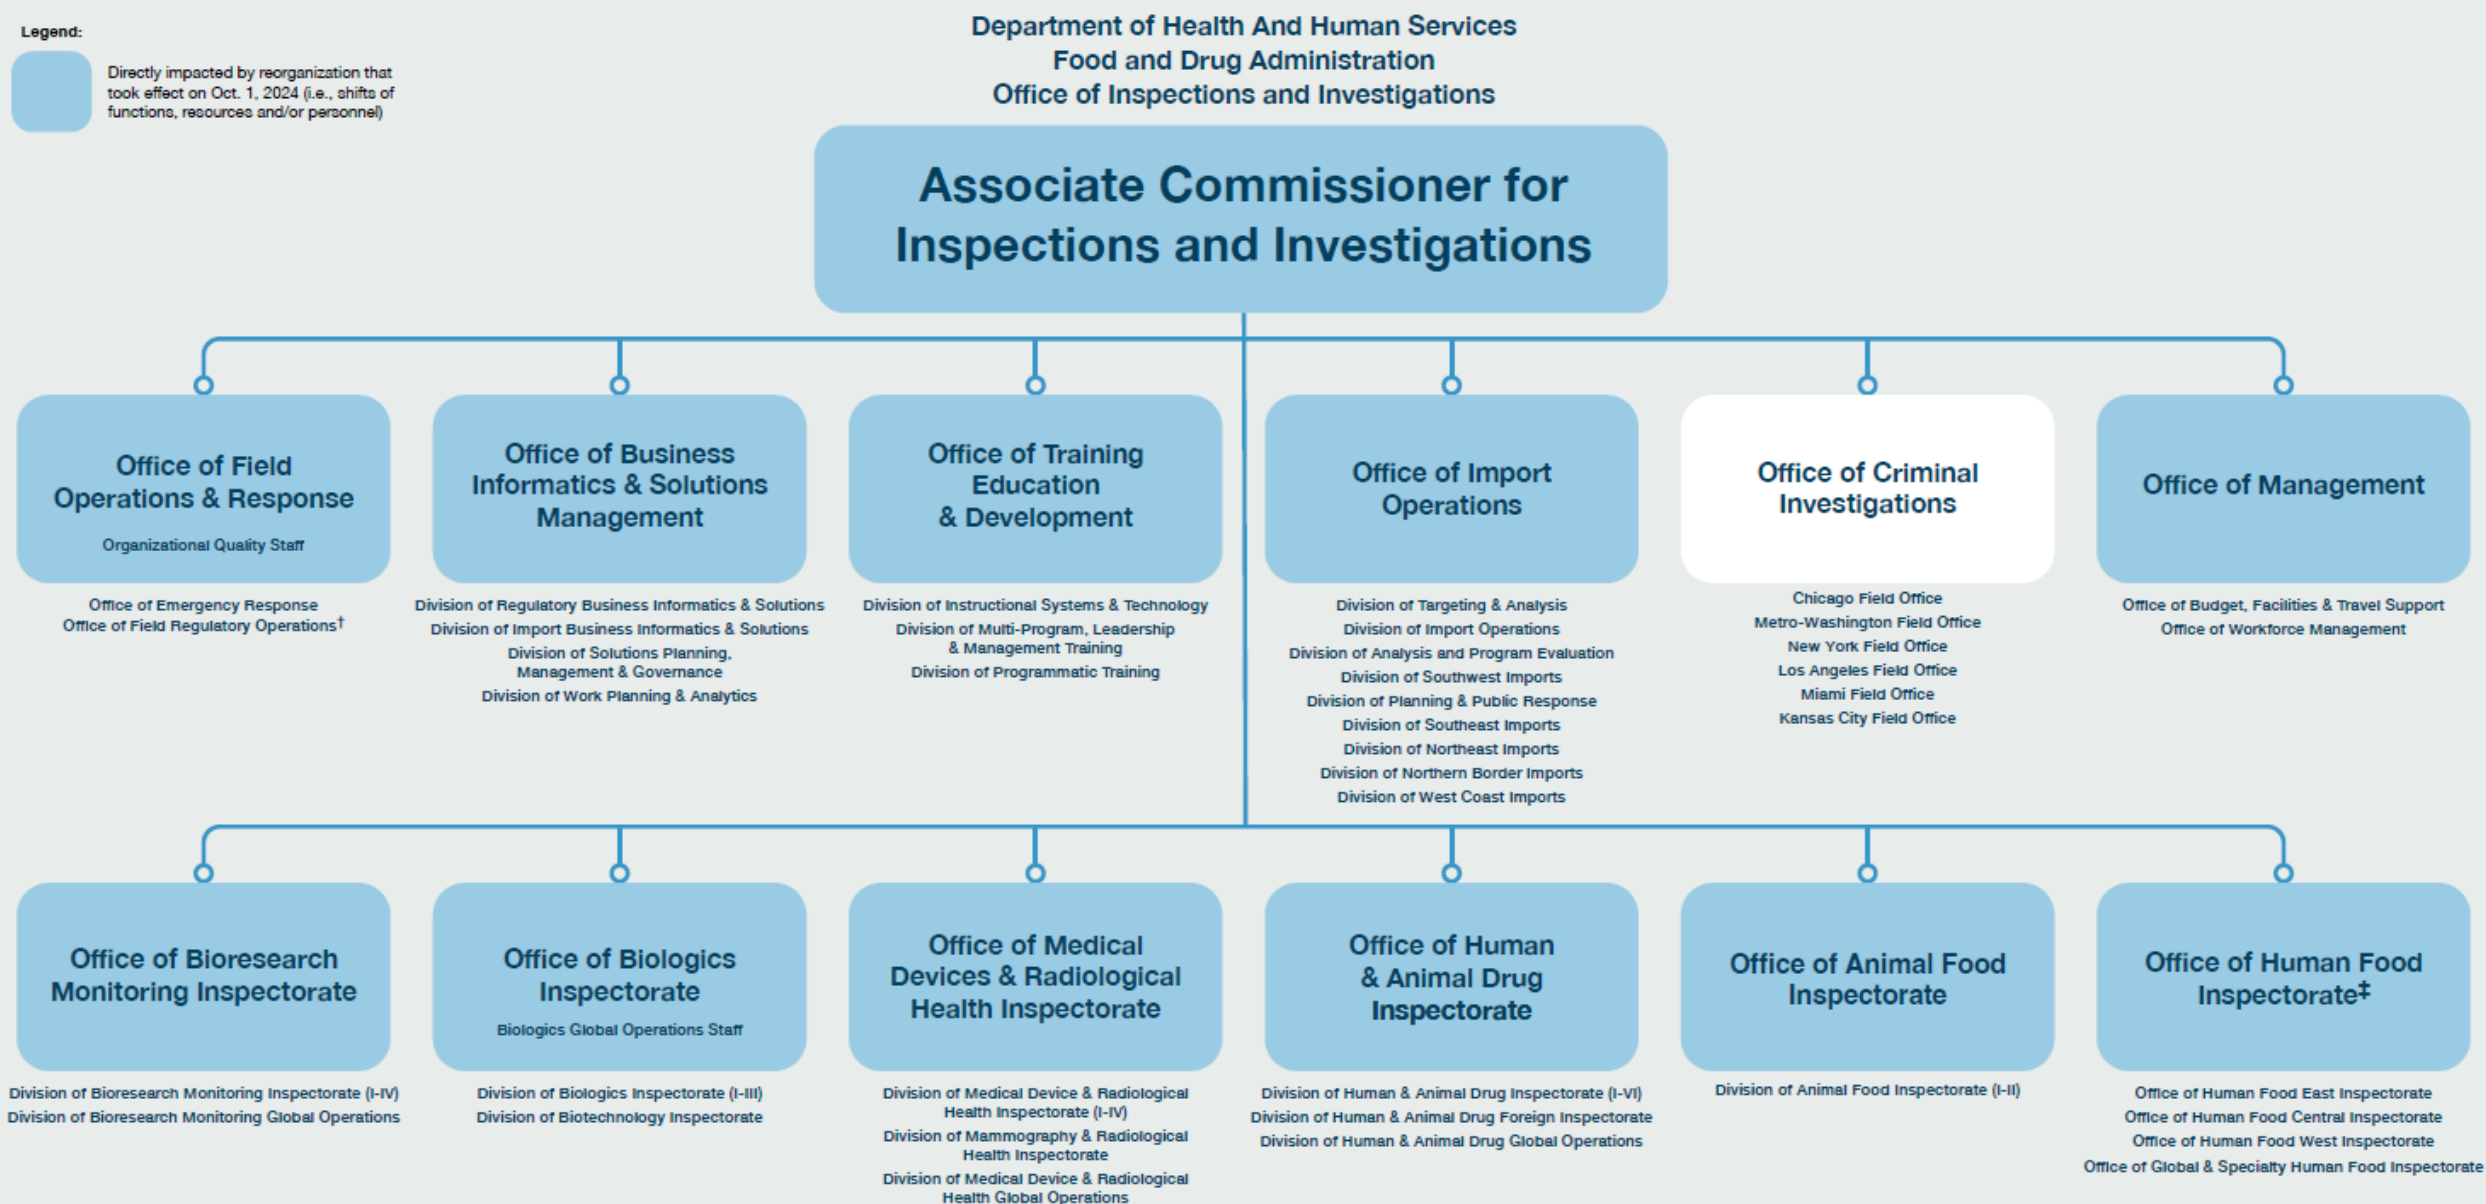 Legend:
Directly impacted by reorganization that
took effect on Oct. 1, 2024 (i.e., shifts of
functions, resources and/or personnel)
Department of Health And Human Services
Food and Drug Administration
Office of Inspections and Investigations
Associate Commissioner for
Inspections and Investigations
Office of Field
Operations & Response
Organizational Quality Staff
Office of Emergency Response
Office of Field Regulatory Operations†
Office of Business
Informatics & Solutions
Management
Division of Regulatory Business Informatics & Solutions
Division of Import Business Informatics & Solutions
Division of Solutions Planning,
Management & Governance
Division of Work Planning & Analytics
Office of Training
Education
& Development
Division of Instructional Systems & Technology
Division of Multi-Program, Leadership
& Management Training
Division of Programmatic Training
Office of Import
Operations
Division of Targeting & Analysis
Division of Import Operations
Division of Analysis and Program Evaluation
Division of Southwest Imports
Division of Planning & Public Response
Division of Southeast Imports
Division of Northeast Imports
Division of Northern Border Imports
Division of West Coast Imports
Office of Criminal
Investigations
Chicago Field Office
Metro-Washington Field Office
New York Field Office
Los Angeles Field Office
Miami Field Office
Kansas City Field Office
Office of Management
Office of Budget, Facilities & Travel Support
Office of Workforce Management
Office of Bioresearch
Monitoring Inspectorate
Division of Bioresearch Monitoring Inspectorate (I-IV)
Division of Bioresearch Monitoring Global Operations
Office of Biologics
Inspectorate
Biologics Global Operations Staff
Division of Biologics Inspectorate (I-III)
Division of Biotechnology Inspectorate
Office of Medical
Devices & Radiological
Health Inspectorate
Division of Medical Device & Radiological
Health Inspectorate (I-IV)
Division of Mammography & Radiological
Health Inspectorate
Division of Medical Device & Radiological
Health Global Operations
Office of Human
& Animal Drug
Inspectorate
Division of Human & Animal Drug Inspectorate (I-VI)
Division of Human & Animal Drug Foreign Inspectorate
Division of Human & Animal Drug Global Operations
Office of Animal Food
Inspectorate
Division of Animal Food Inspectorate (I-II)
Office of Human Food
Inspectorate‡
Office of Human Food East Inspectorate
Office of Human Food Central Inspectorate
Office of Human Food West Inspectorate
Office of Global & Specialty Human Food Inspectorate